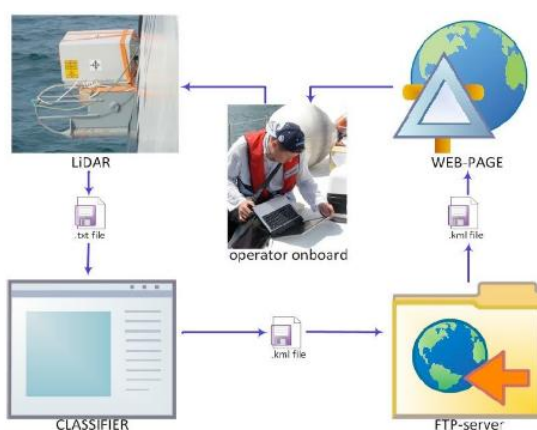 LiDAR
WEB-PAGE
.txt file
.kml file
operator onboard
.kml file
CLASSIFIER
FTP-server